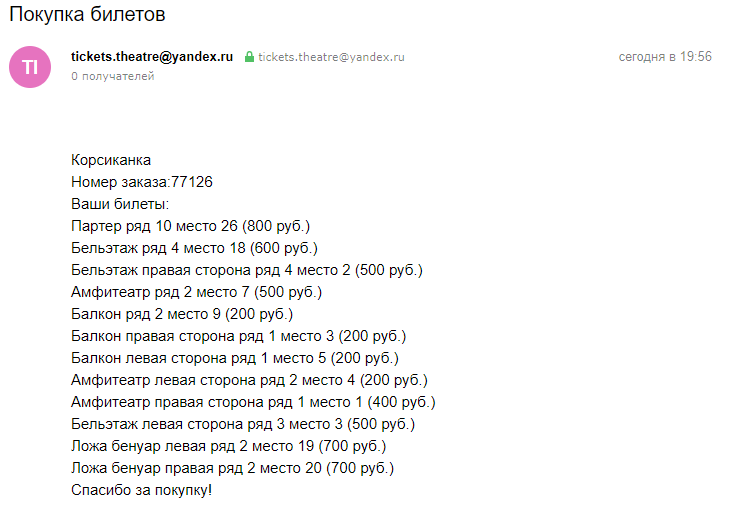 Покупка билетов
TI
tickets.theatre@yandex.ru tickets.theatre@yandex.ru сегодня в 19:56
0 получателей
Корсиканка
Номер заказа:77126
Ваши билеты:
Партер ряд 10 место 26 (800 руб.)
Бельэтаж ряд 4 место 18 (600 руб.)
Бельэтаж правая сторона ряд 4 место 2 (500 руб.)
Амфитеатр ряд 2 место 7 (500 руб.)
Балкон ряд 2 место 9 (200 руб.)
Балкон правая сторона ряд 1 место 3 (200 руб.)
Балкон левая сторона ряд 1 место 5 (200 руб.)
Амфитеатр левая сторона ряд 2 место 4 (200 руб.)
Амфитеатр правая сторона ряд 1 место 1 (400 руб.)
Бельэтаж левая сторона ряд 3 место 3 (500 руб.)
Ложа бенуар левая ряд 2 место 19 (700 руб.)
Ложа бенуар правая ряд 2 место 20 (700 руб.)
Спасибо за покупку!